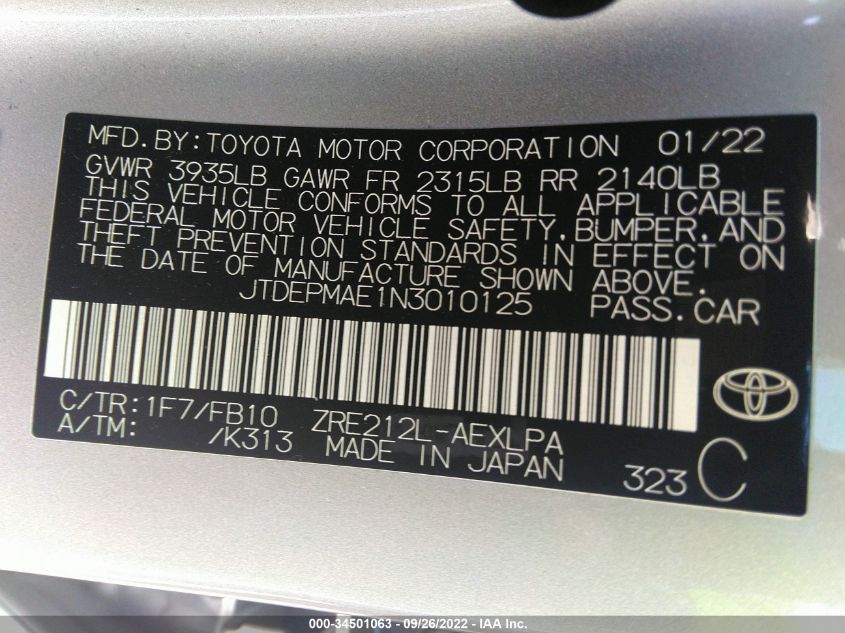 MFD.BY:TOYOTA MOTOR CORPORATION 01/22
GVWR 3935LB GAWR FR 2315LB RR 2140LB
THIS VEHICLE CONFORMS TO ALL APPLICABLE
FEDERAL MOTOR VEHICLE SAFETY,BUMPER,AND
THEFT PREVENTION STANDARDS IN EFFECT ON
THE DATE OF MANUFACTURE SHOWN ABOVE.
JTDEPMAE1N3010125 PASS.CAR
C/TR:1F7/FB10 ZRE212L-AEXLPA
A/TM: /K313 MADE IN JAPAN 323 C
000-34501063 - 09/26/2022 - IAA Inc.